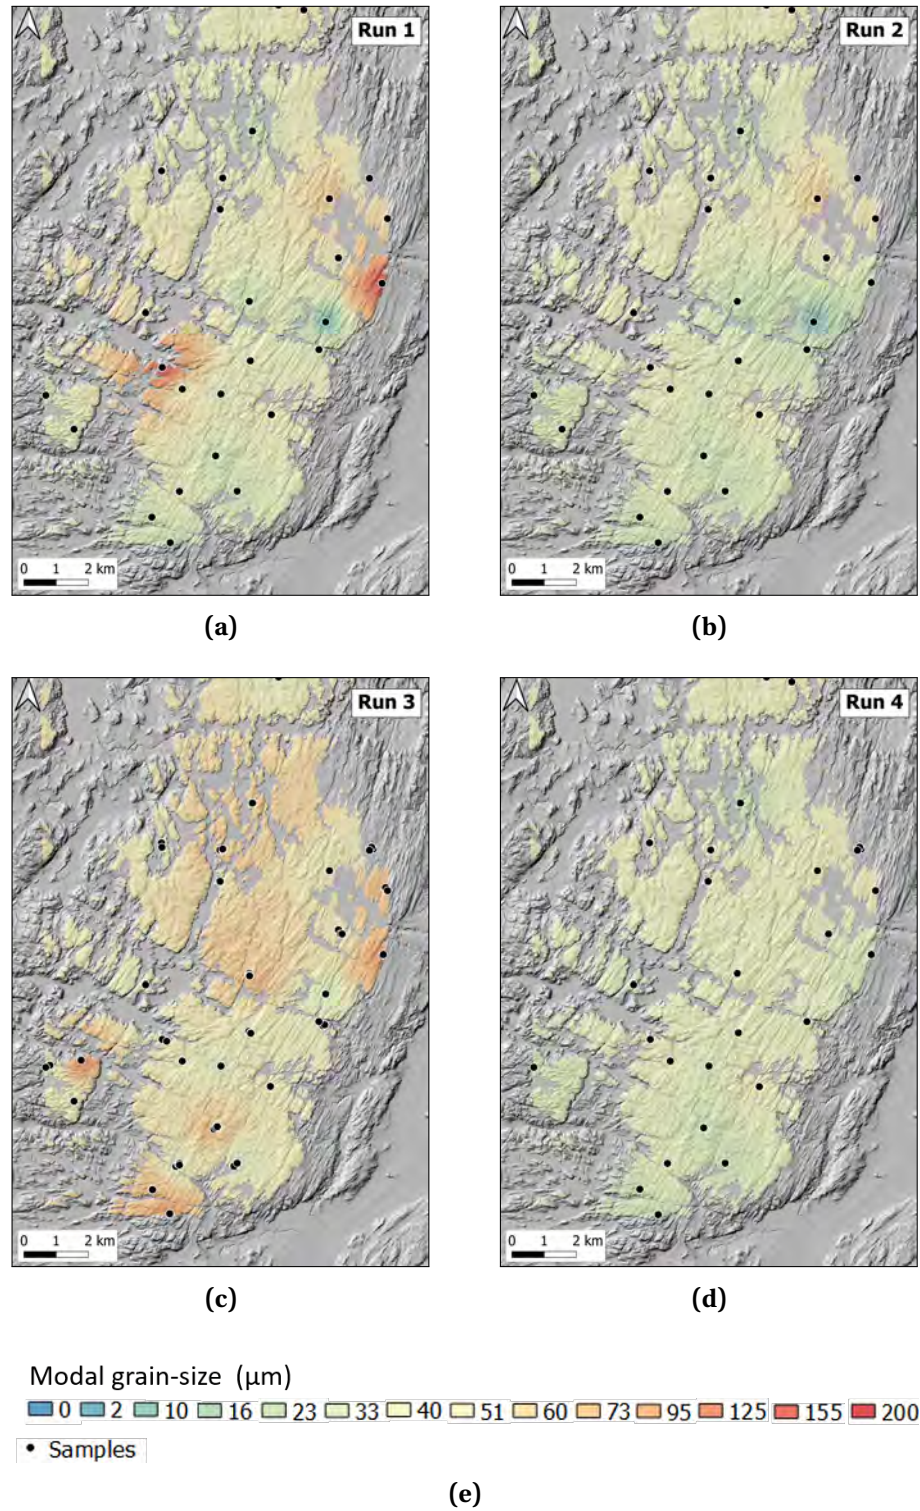 Run 1
Run 2
0 1 2 km
0 1 2 km
(a)
(b)
Run 3
Run 4
0 1 2 km
0 1 2 km
(c)
(d)
Modal grain-size (μm)
0 2 10 16 23 33 40 51 60 73 95 125 155 200
Samples
(e)